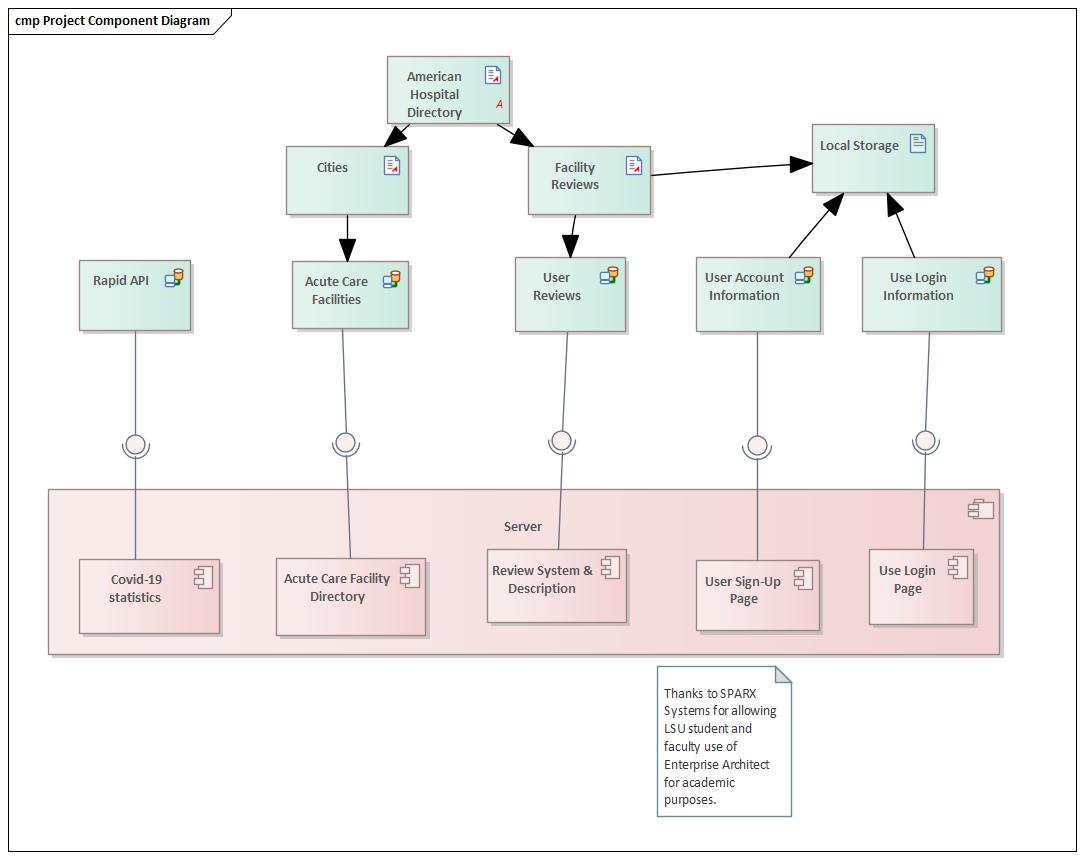 cmp Project Component Diagram
American
Hospital
Directory
A
Cities
Facility
Reviews
Local Storage
Rapid API
Acute Care
Facilities
User
Reviews
User Account
Information
Use Login
Information
Server
Covid-19
statistics
Acute Care Facility
Directory
Review System &
Description
User Sign-Up
Page
Use Login
Page
Thanks to SPARX
Systems for allowing
LSU student and
faculty use of
Enterprise Architect
for academic
purposes.